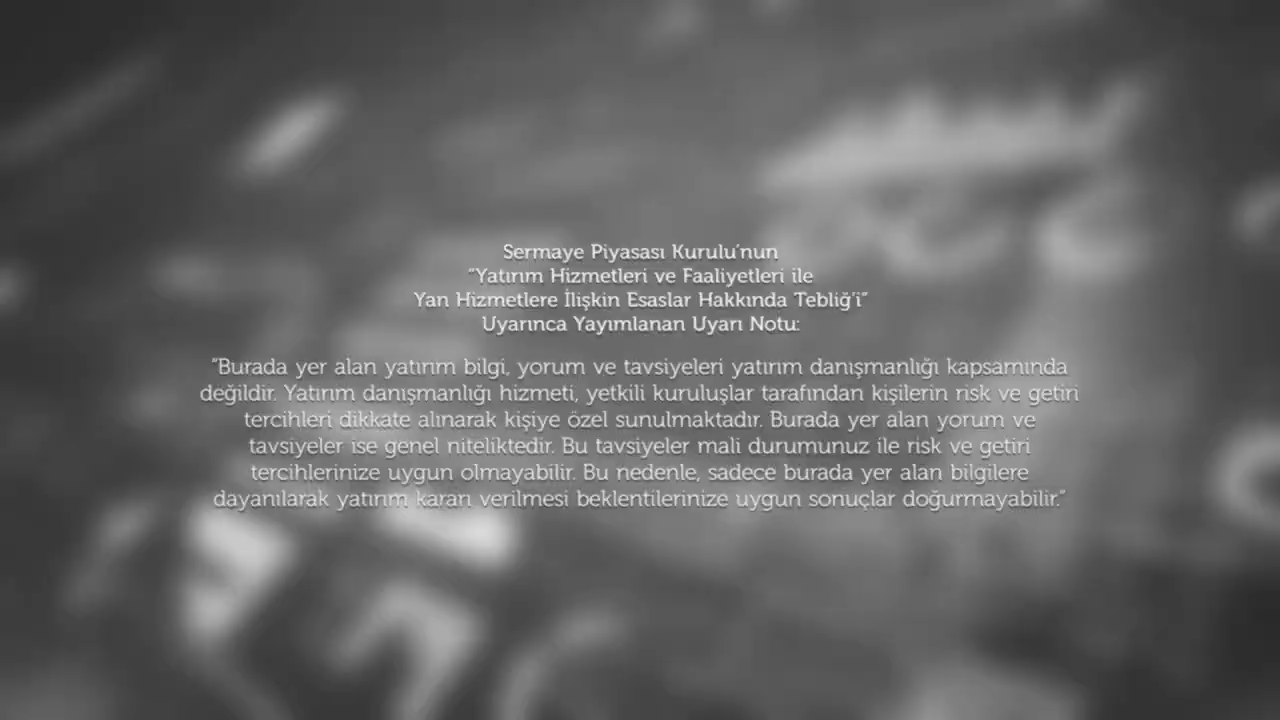 Sermaye Piyasası Kurulu'nun
"Yatırım Hizmetleri ve Faaliyetleri ile
Yan Hizmetlere İlişkin Esaslar Hakkında Tebliğ'i"
Uyarınca Yayımlanan Uyarı Notu:
"Burada yer alan yatırım bilgi, yorum ve tavsiyeleri yatırım danışmanlığı kapsamında
değildir. Yatırım danışmanlığı hizmeti, yetkili kuruluşlar tarafından kişilerin risk ve getiri
tercihleri dikkate alınarak kişiye özel sunulmaktadır. Burada yer alan yorum ve
tavsiyeler ise genel niteliktedir. Bu tavsiyeler mali durumunuz ile risk ve getiri
tercihlerinize uygun olmayabilir. Bu nedenle, sadece burada yer alan bilgilere
dayanılarak yatırım kararı verilmesi beklentilerinize uygun sonuçlar doğurmayabilir."